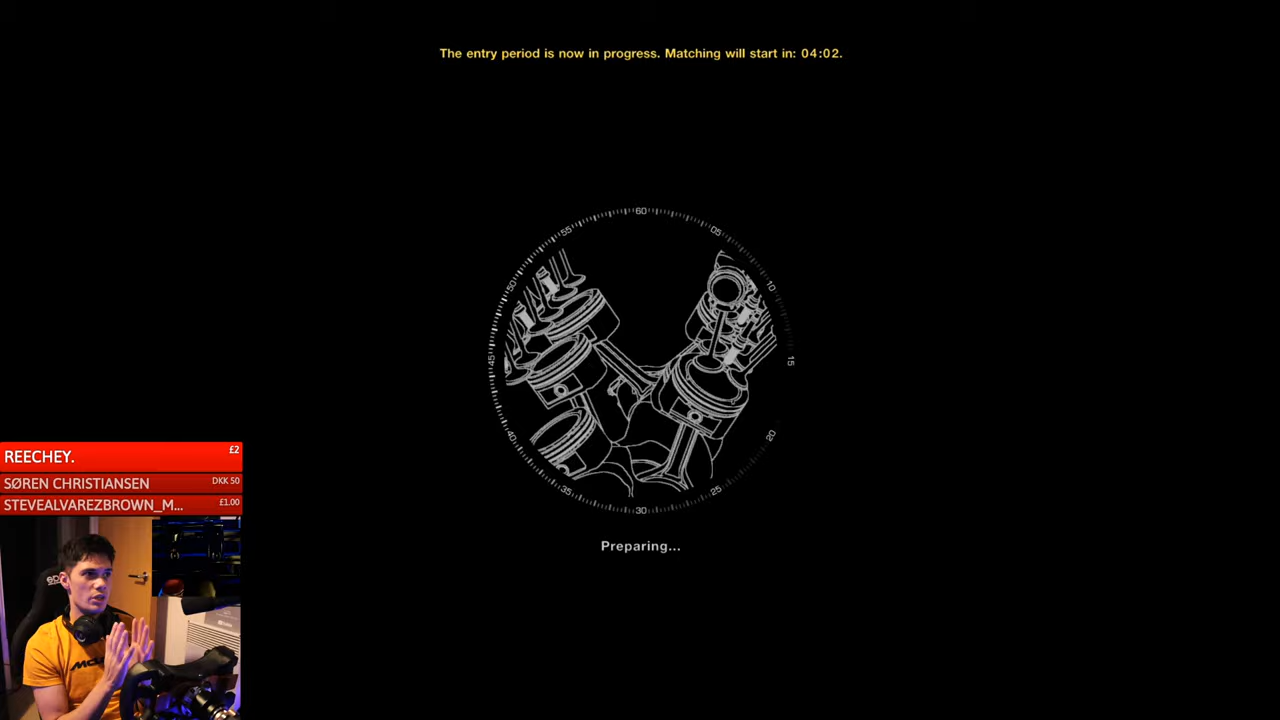 The entry period is now in progress. Matching will start in: 04:02.
60
55
05
50
10
45
15
40
20
35
25
30
Preparing...
REECHEY. £2
SØREN CHRISTIANSEN DKK 50
STEVEALVAREZBROWN_M... £1.00